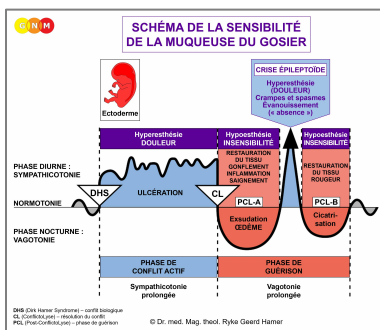 GNM
SCHÉMA DE LA SENSIBILITÉ
DE LA MUQUEUSE DU GOSIER
Ectoderme
CRISE ÉPILEPTOÏDE
Hyperesthésie
(DOULEUR)
Crampes et spasmes
Évanouissement
(« absence »)
Hyperesthésie
DOULEUR
Hypoesthésie
INSENSIBILITÉ
Hypoesthésie
INSENSIBILITÉ
PHASE DIURNE :
SYMPATHICOTONIE
RESTAURATION
DU TISSU
GONFLEMENT
INFLAMMATION
SAIGNEMENT
RESTAURATION
DU TISSU
ROUGEUR
DHS
ULCÉRATION
CL
NORMOTONIE
PCL-A
PCL-B
PHASE NOCTURNE :
VAGOTONIE
Exsudation
ŒDÈME
Cicatri-
sation
PHASE DE
CONFLIT ACTIF
PHASE DE
GUÉRISON
Sympathicotonie
prolongée
Vagotonie
prolongée
DHS (Dirk Hamer Syndrome) – conflit biologique
CL (ConflictoLyse) – résolution du conflit
PCL (Post-ConflictoLyse) – phase de guérison
© Dr. med. Mag. theol. Ryke Geerd Hamer